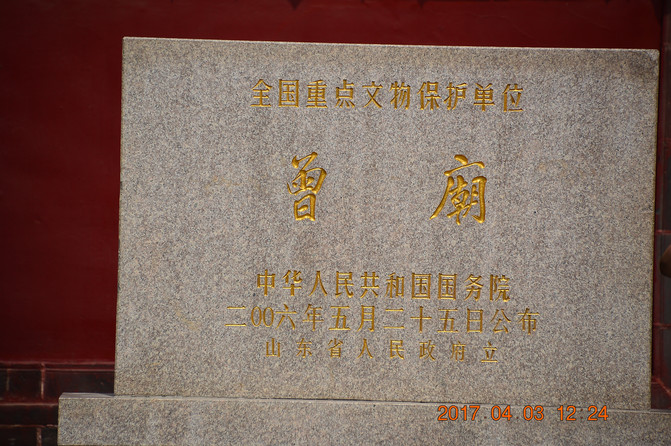 全国重点文物保护单位
曾廟
中华人民共和国国务院
二00六年五月二十五日公布
山东省人民政府立
2017.04.03 12:24